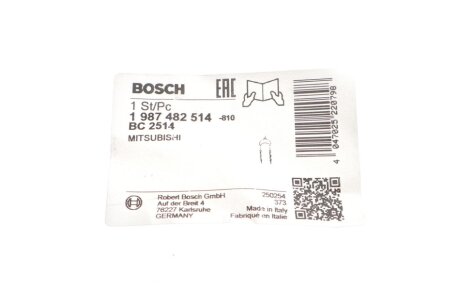 BOSCH EAC
1 St/Pc
1 987 482 514 -810
BC 2514
MITSUBISHI
4 047025 220798
Robert Bosch GmbH
Auf der Breit 4
76227 Karlsruhe
GERMANY
250254
373
Made in Italy
Fabriqué en Italie